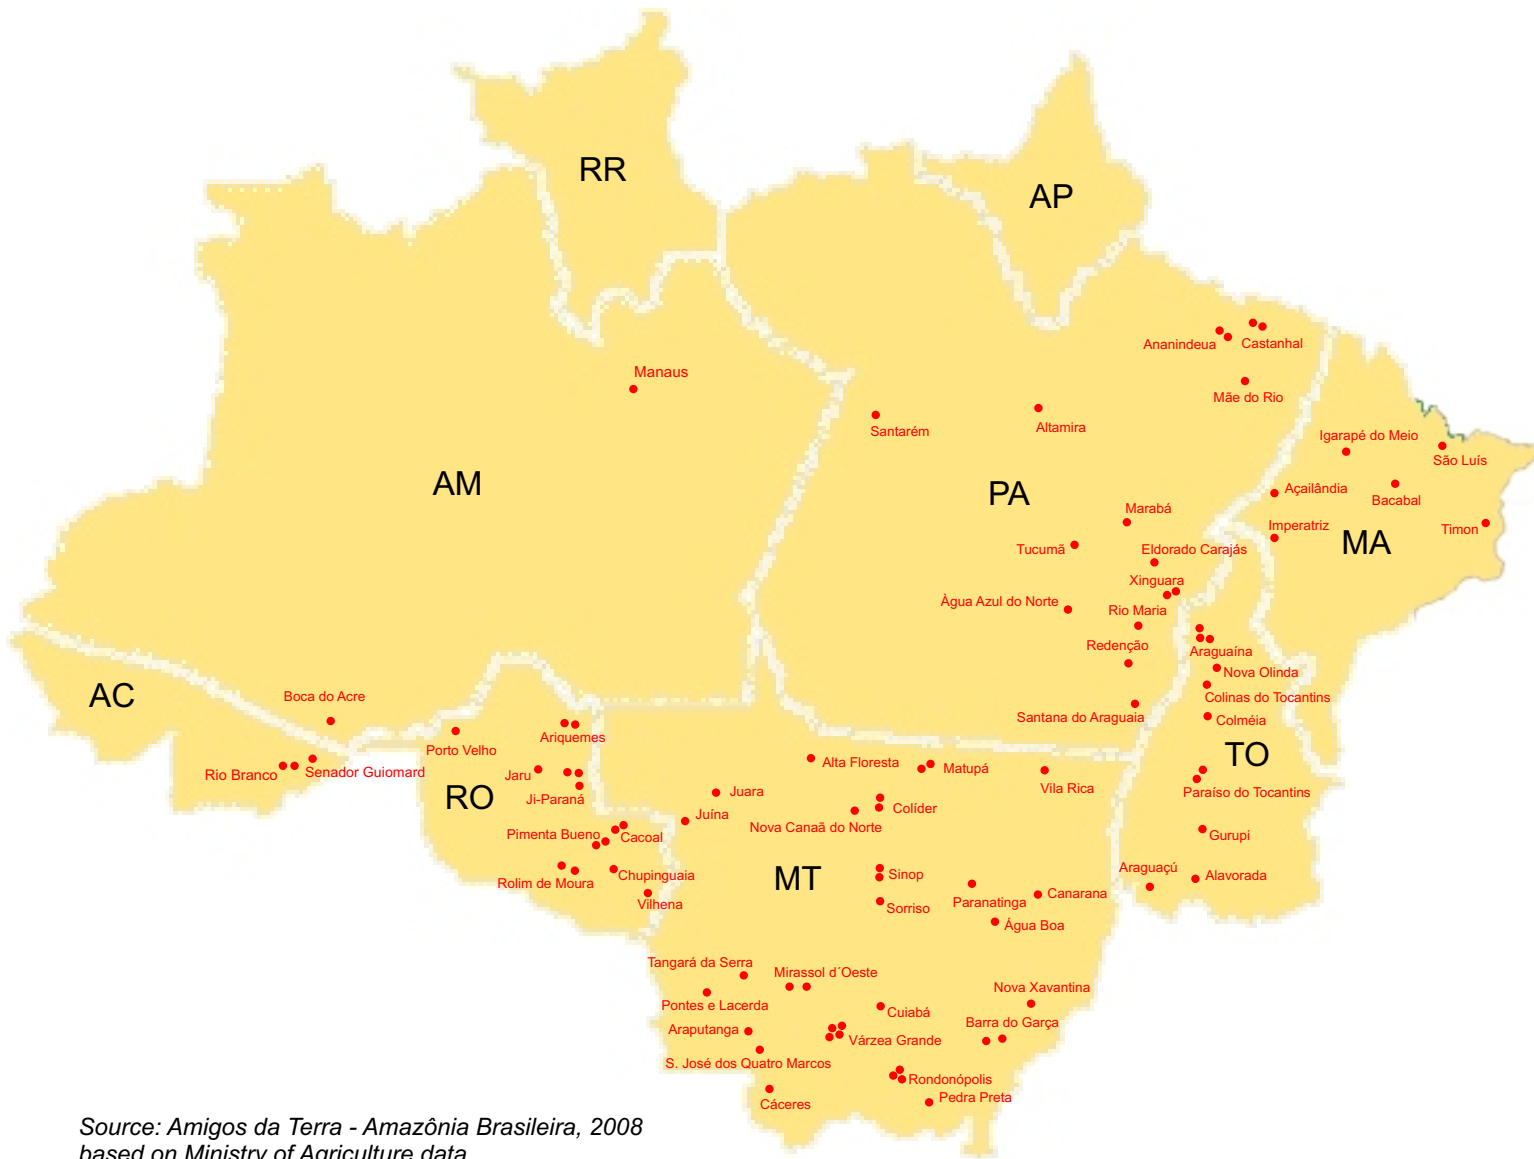 RR
AP
Ananindeua
Castanhal
Manaus
Mãe do Rio
Santarém
Altamira
Igarapé do Meio
São Luís
AM
PA
Açailândia
Bacabal
Marabá
Imperatriz
Timon
MA
Tucumã
Eldorado Carajás
Xinguara
Àgua Azul do Norte
Rio Maria
Redenção
Araguaína
Nova Olinda
AC
Boca do Acre
Colinas do Tocantins
Santana do Araguaia
Colméia
Porto Velho
Ariquemes
TO
Rio Branco
Senador Guiomard
Jaru
Alta Floresta
Matupá
Vila Rica
RO
Ji-Paraná
Juara
Paraíso do Tocantins
Juína
Colíder
Nova Canaã do Norte
Pimenta Bueno
Cacoal
Gurupi
Rolim de Moura
Chupinguaia
MT
Sinop
Araguaçú
Alavorada
Vilhena
Sorriso
Paranatinga
Canarana
Água Boa
Tangará da Serra
Mirassol d´Oeste
Pontes e Lacerda
Nova Xavantina
Cuiabá
Araputanga
Várzea Grande
Barra do Garça
S. José dos Quatro Marcos
Rondonópolis
Cáceres
Pedra Preta
Source: Amigos da Terra - Amazônia Brasileira, 2008
based on Ministry of Agriculture data